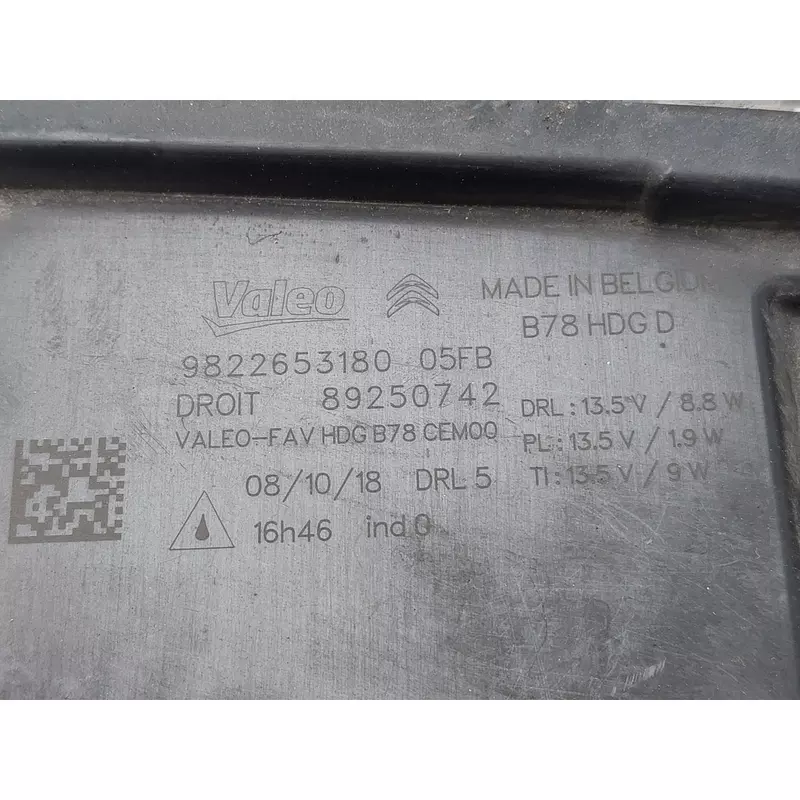 Valeo MADE IN BELGIUM
B78 HDG D
9822653180 05FB
DROIT 89250742
DRL : 13.5 V / 8.8 W
VALEO-FAV HDG B78 CEM00
PL : 13.5 V / 1.9 W
08/10/18 DRL 5
TI : 13.5 V / 9 W
16h46 ind 0